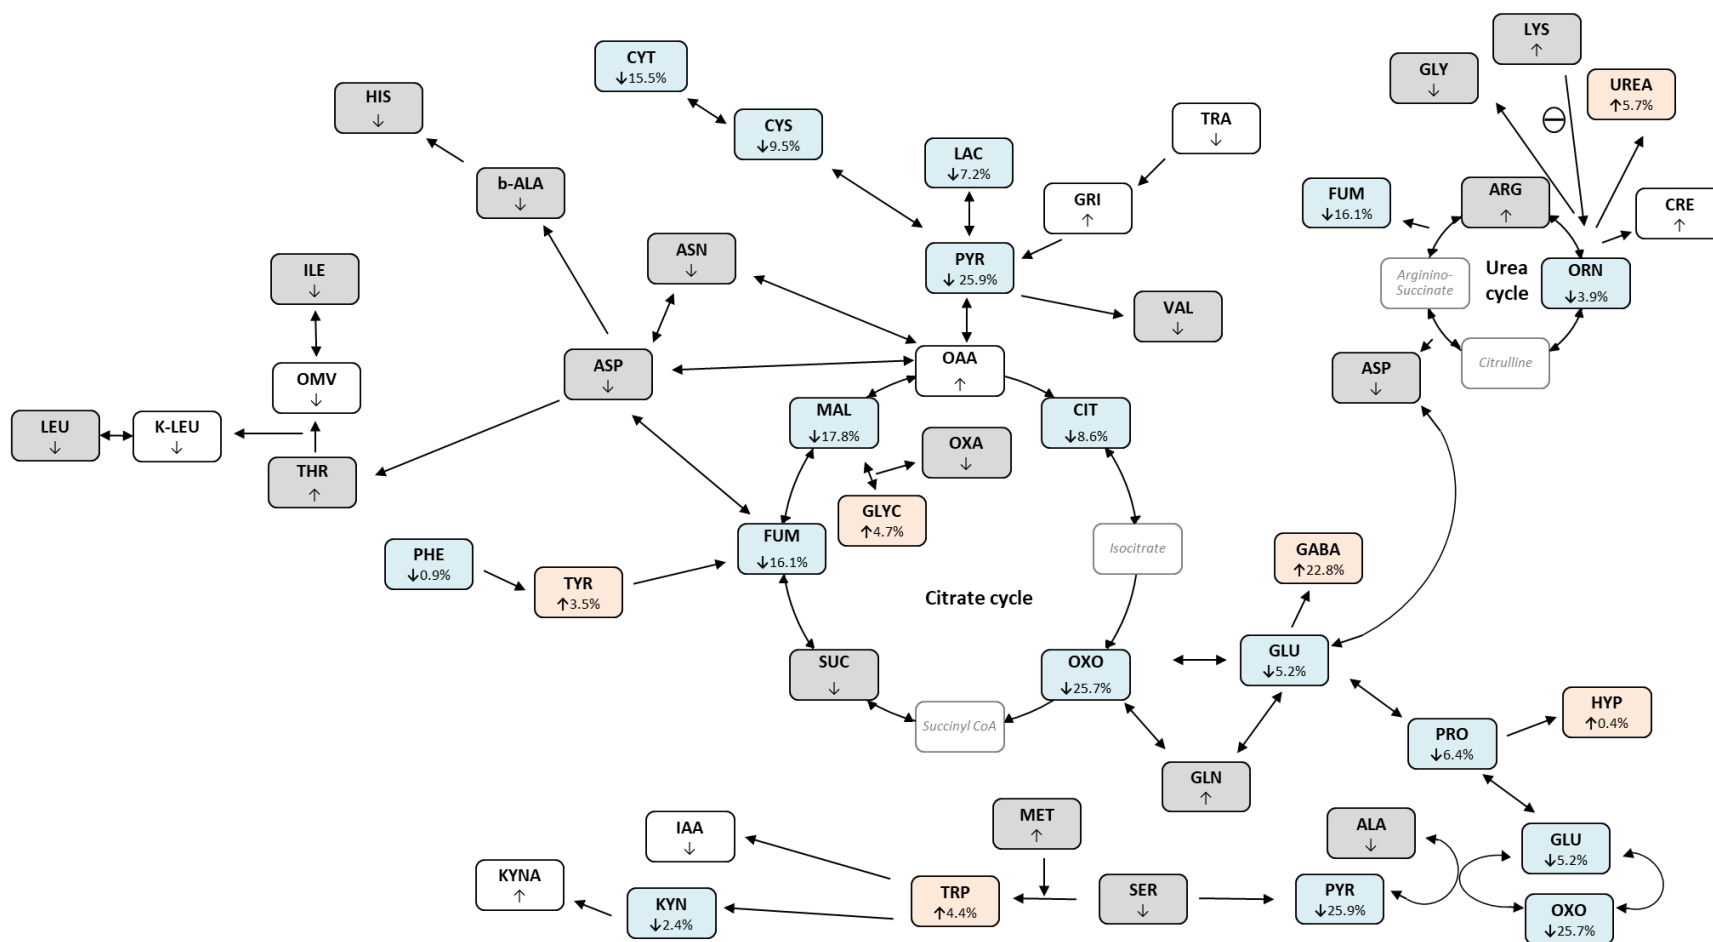 LYS
↑
CYT
↓15.5%
GLY
↓
UREA
↑5.7%
HIS
↓
CYS
↓9.5%
TRA
↓
LAC
↓7.2%
b-ALA
↓
GRI
↑
FUM
↓16.1%
ARG
↑
CRE
↑
ASN
↓
PYR
↓ 25.9%
ILE
↓
Arginino-
Succinate
Urea
cycle
ORN
↓3.9%
VAL
↓
ASP
↓
OAA
↑
Citrulline
ASP
↓
OMV
↓
MAL
↓17.8%
CIT
↓8.6%
LEU
↓
K-LEU
↓
OXA
↓
THR
↑
GLYC
↑4.7%
PHE
↓0.9%
FUM
↓16.1%
Isocitrate
GABA
↑22.8%
TYR
↑3.5%
Citrate cycle
SUC
↓
OXO
↓25.7%
GLU
↓5.2%
Succinyl CoA
HYP
↑0.4%
PRO
↓6.4%
GLN
↑
IAA
↓
MET
↑
ALA
↓
GLU
↓5.2%
KYNA
↑
KYN
↓2.4%
TRP
↑4.4%
SER
↓
PYR
↓25.9%
OXO
↓25.7%